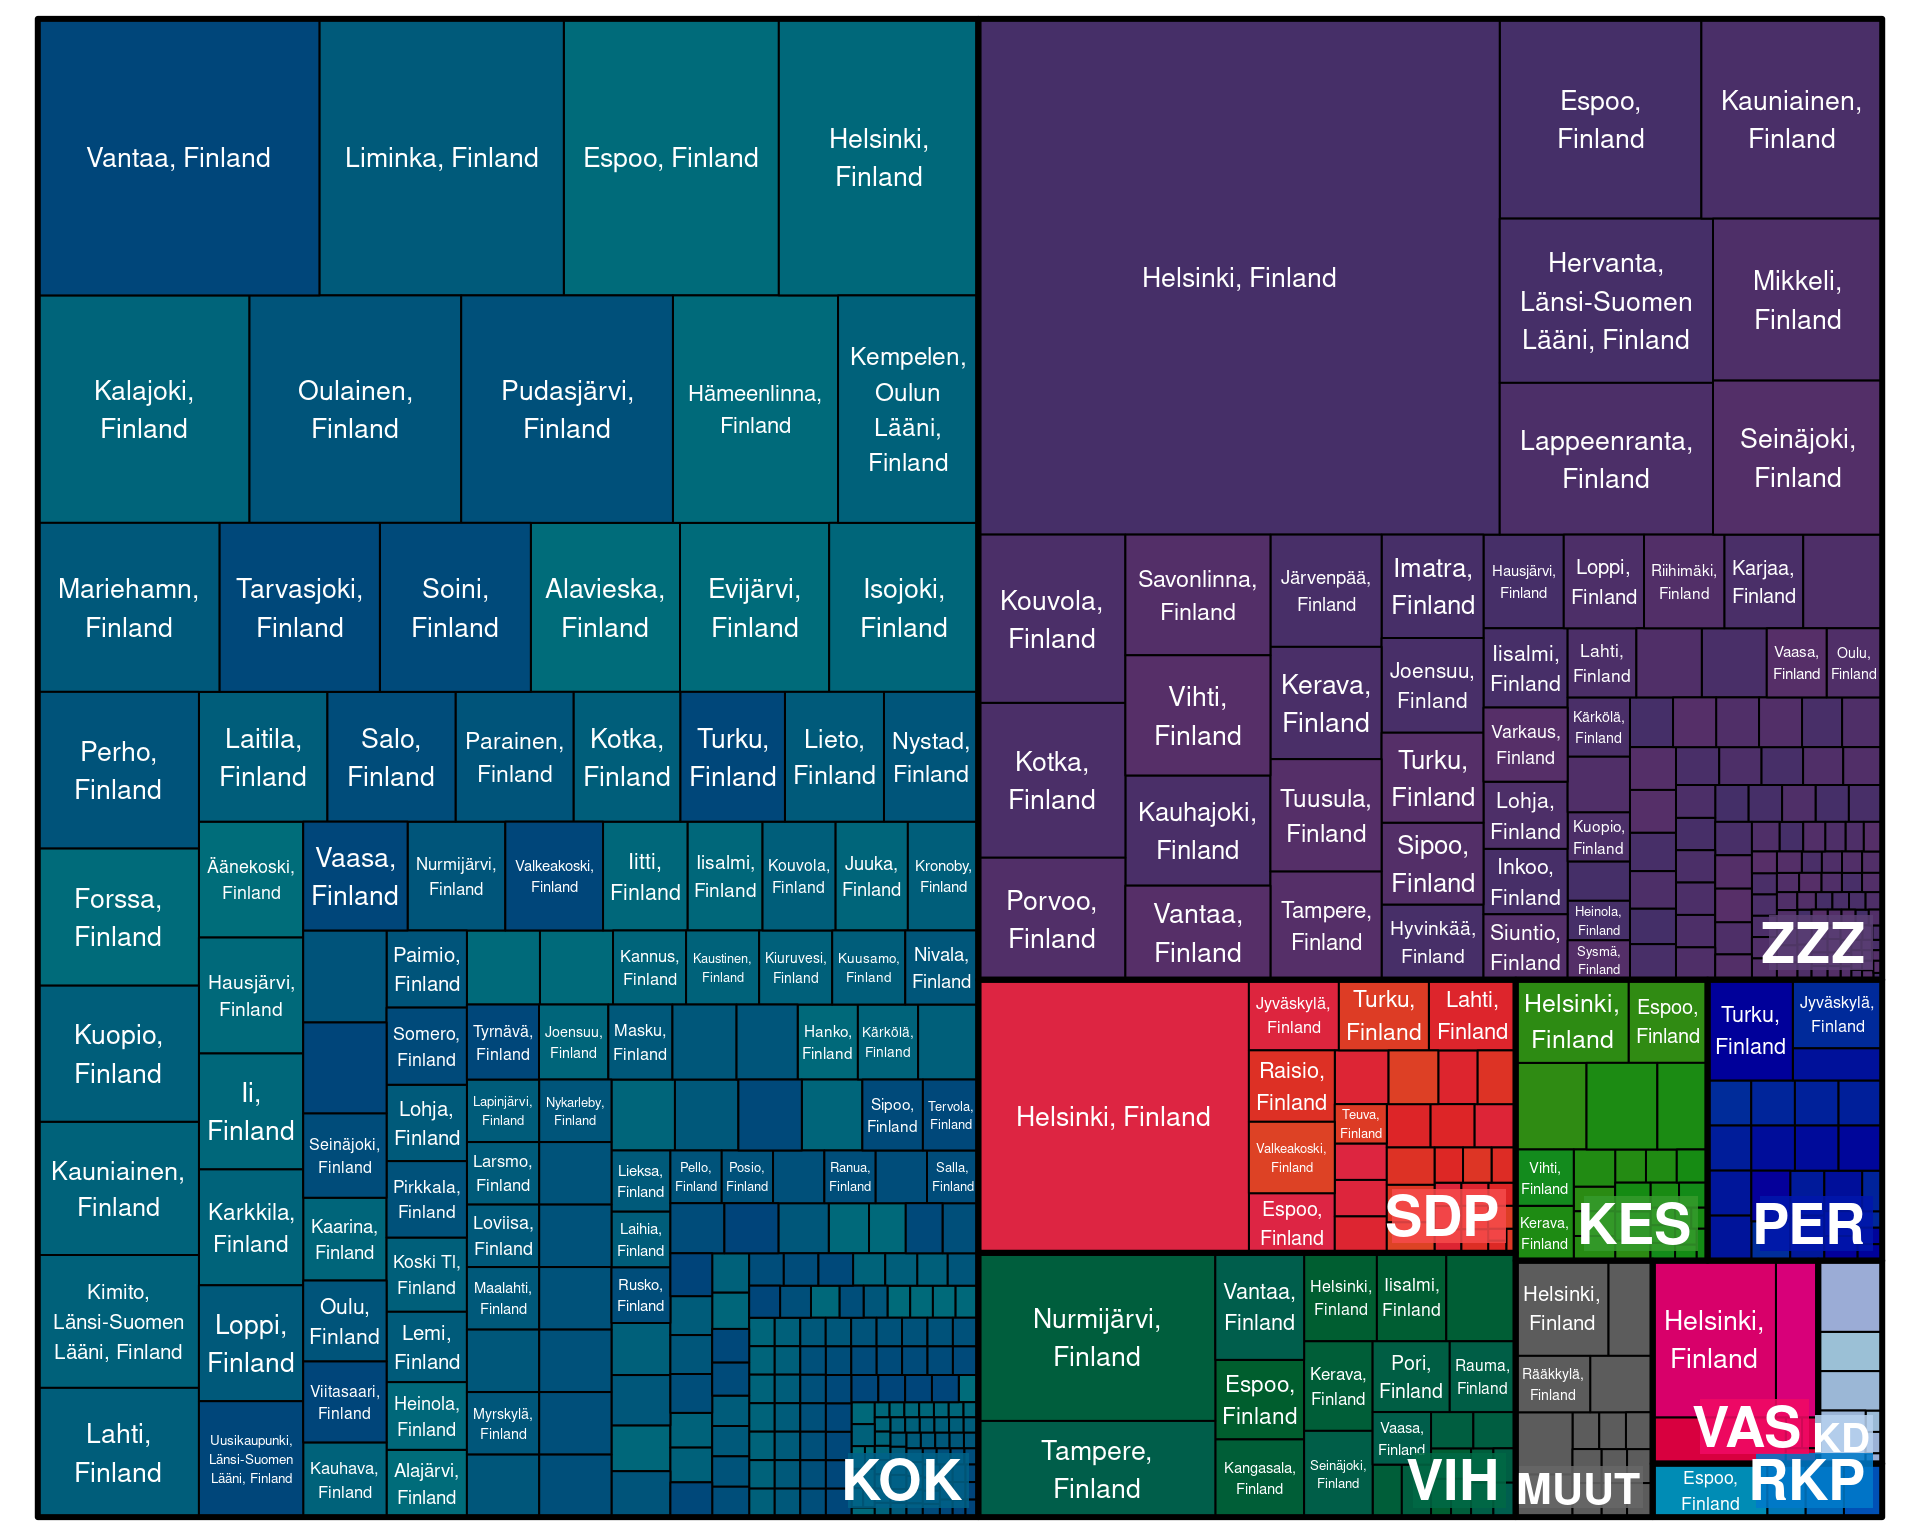 Vantaa, Finland
Liminka, Finland
Espoo, Finland
Helsinki,
Finland
Kalajoki,
Finland
Oulainen,
Finland
Pudasjärvi,
Finland
Hämeenlinna,
Finland
Kempelen,
Oulun
Lääni,
Finland
Mariehamn,
Finland
Tarvasjoki,
Finland
Soini,
Finland
Alavieska,
Finland
Evijärvi,
Finland
Isojoki,
Finland
Perho,
Finland
Forssa,
Finland
Kuopio,
Finland
Kauniainen,
Finland
Kimito,
Länsi-Suomen
Lääni, Finland
Lahti,
Finland
Laitila,
Finland
Salo,
Finland
Parainen,
Finland
Kotka,
Finland
Turku,
Finland
Lieto,
Finland
Nystad,
Finland
Äänekoski,
Finland
Hausjärvi,
Finland
Ii,
Finland
Karkkila,
Finland
Loppi,
Finland
Uusikaupunki,
Länsi-Suomen
Lääni, Finland
Vaasa,
Finland
Nurmijärvi,
Finland
Valkeakoski,
Finland
Iitti,
Finland
Iisalmi,
Finland
Kouvola,
Finland
Juuka,
Finland
Kronoby,
Finland
Seinäjoki,
Finland
Kaarina,
Finland
Oulu,
Finland
Viitasaari,
Finland
Kauhava,
Finland
Paimio,
Finland
Somero,
Finland
Lohja,
Finland
Pirkkala,
Finland
Koski Tl,
Finland
Lemi,
Finland
Heinola,
Finland
Alajärvi,
Finland
Kannus,
Finland
Kaustinen,
Finland
Kiuruvesi,
Finland
Kuusamo,
Finland
Nivala,
Finland
Tyrnävä,
Finland
Joensuu,
Finland
Masku,
Finland
Hanko,
Finland
Kärkölä,
Finland
Lapinjärvi,
Finland
Nykarleby,
Finland
Larsmo,
Finland
Loviisa,
Finland
Maalahti,
Finland
Myrskylä,
Finland
Sipoo,
Finland
Tervola,
Finland
Lieksa,
Finland
Pello,
Finland
Posio,
Finland
Ranua,
Finland
Salla,
Finland
Laihia,
Finland
Rusko,
Finland
KOK
Helsinki, Finland
Espoo,
Finland
Kauniainen,
Finland
Hervanta,
Länsi-Suomen
Lääni, Finland
Mikkeli,
Finland
Lappeenranta,
Finland
Seinäjoki,
Finland
Kouvola,
Finland
Kotka,
Finland
Porvoo,
Finland
Savonlinna,
Finland
Vihti,
Finland
Kauhajoki,
Finland
Vantaa,
Finland
Järvenpää,
Finland
Kerava,
Finland
Tuusula,
Finland
Tampere,
Finland
Imatra,
Finland
Joensuu,
Finland
Turku,
Finland
Sipoo,
Finland
Hyvinkää,
Finland
Hausjärvi,
Finland
Loppi,
Finland
Riihimäki,
Finland
Karjaa,
Finland
Iisalmi,
Finland
Varkaus,
Finland
Lohja,
Finland
Inkoo,
Finland
Siuntio,
Finland
Lahti,
Finland
Vaasa,
Finland
Oulu,
Finland
Kärkölä,
Finland
Kuopio,
Finland
Heinola,
Finland
Sysmä,
Finland
ZZZ
Helsinki, Finland
Jyväskylä,
Finland
Turku,
Finland
Lahti,
Finland
Raisio,
Finland
Valkeakoski,
Finland
Espoo,
Finland
Teuva,
Finland
SDP
Helsinki,
Finland
Espoo,
Finland
Vihti,
Finland
Kerava,
Finland
KES
Turku,
Finland
Jyväskylä,
Finland
PER
Nurmijärvi,
Finland
Tampere,
Finland
Vantaa,
Finland
Espoo,
Finland
Kangasala,
Finland
Helsinki,
Finland
Iisalmi,
Finland
Kerava,
Finland
Seinäjoki,
Finland
Pori,
Finland
Rauma,
Finland
Vaasa,
Finland
VIH
Helsinki,
Finland
Rääkkylä,
Finland
MUUT
Helsinki,
Finland
VAS
KD
Espoo,
Finland
RKP